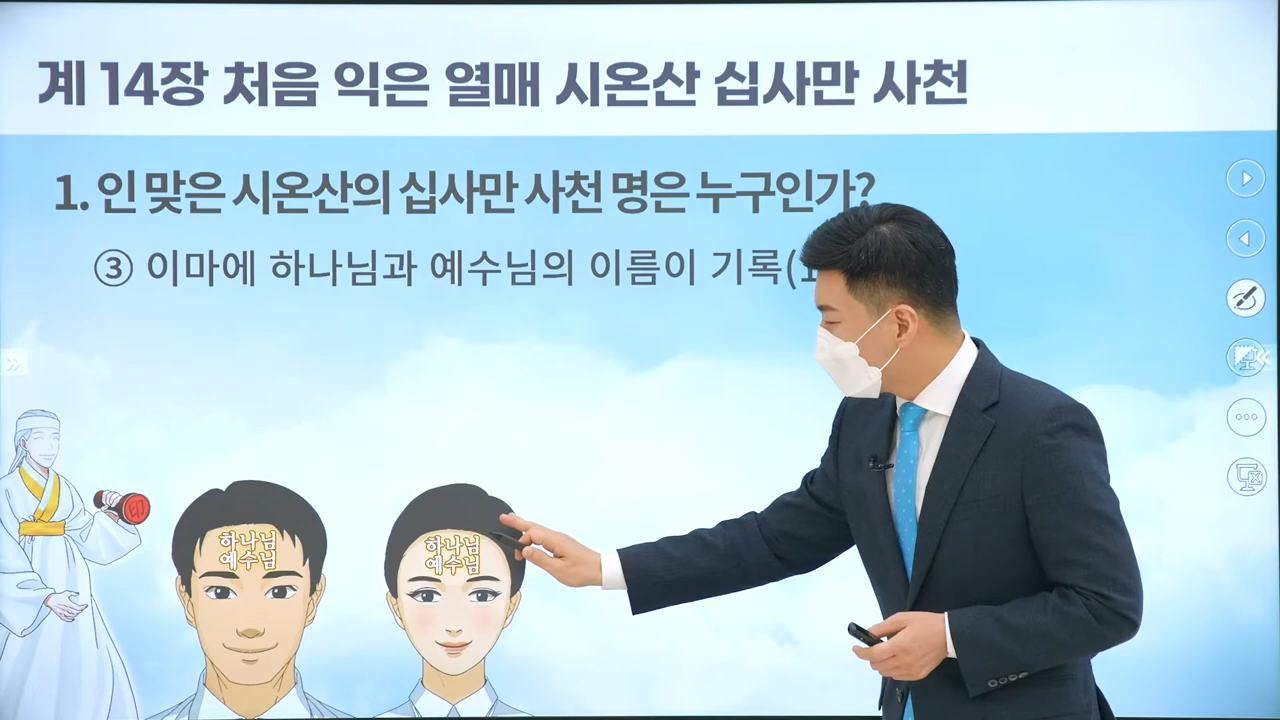 계 14장 처음 익은 열매 시온산 십사만 사천
1. 인 맞은 시온산의 십사만 사천 명은 누구인가?
③ 이마에 하나님과 예수님의 이름이 기록(
印
하나님
예수님
하나님
예수님